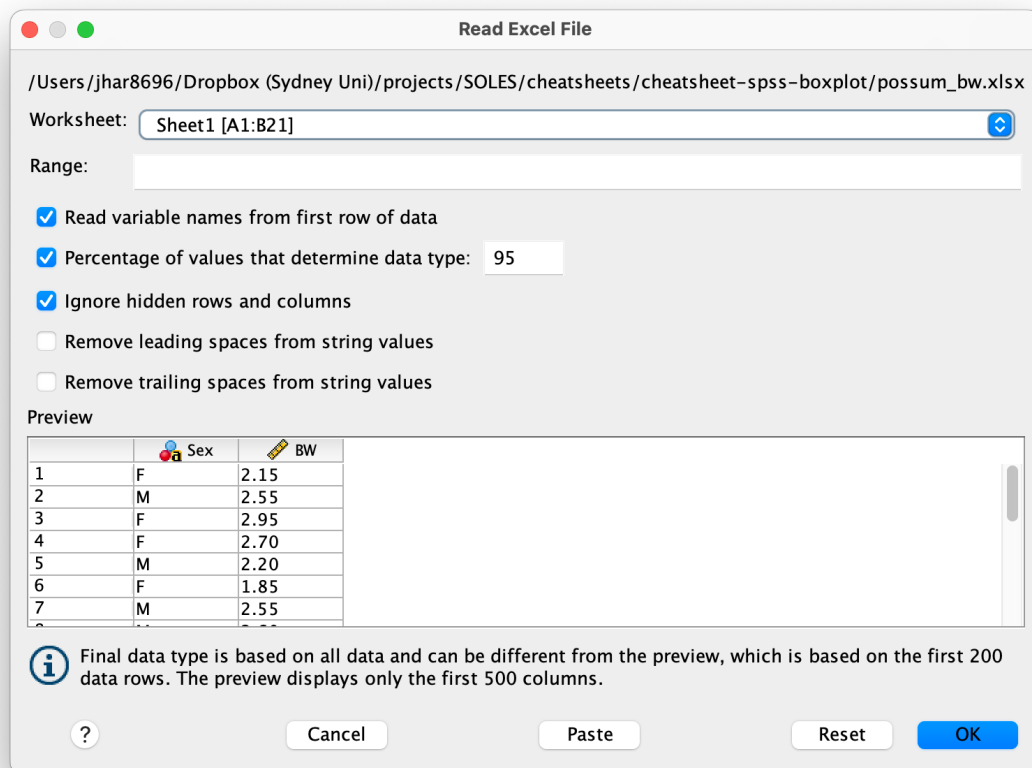 Read Excel File
/Users/jhar8696/Dropbox (Sydney Uni)/projects/SOLES/cheatsheets/cheatsheet-spss-boxplot/possum_bw.xlsx
Worksheet: Sheet1 [A1:B21]
Range:
Read variable names from first row of data
Percentage of values that determine data type: 95
Ignore hidden rows and columns
Remove leading spaces from string values
Remove trailing spaces from string values
Preview
a Sex BW
1 F 2.15
2 M 2.55
3 F 2.95
4 F 2.70
5 M 2.20
6 F 1.85
7 M 2.55
Final data type is based on all data and can be different from the preview, which is based on the first 200
data rows. The preview displays only the first 500 columns.
? Cancel Paste Reset OK